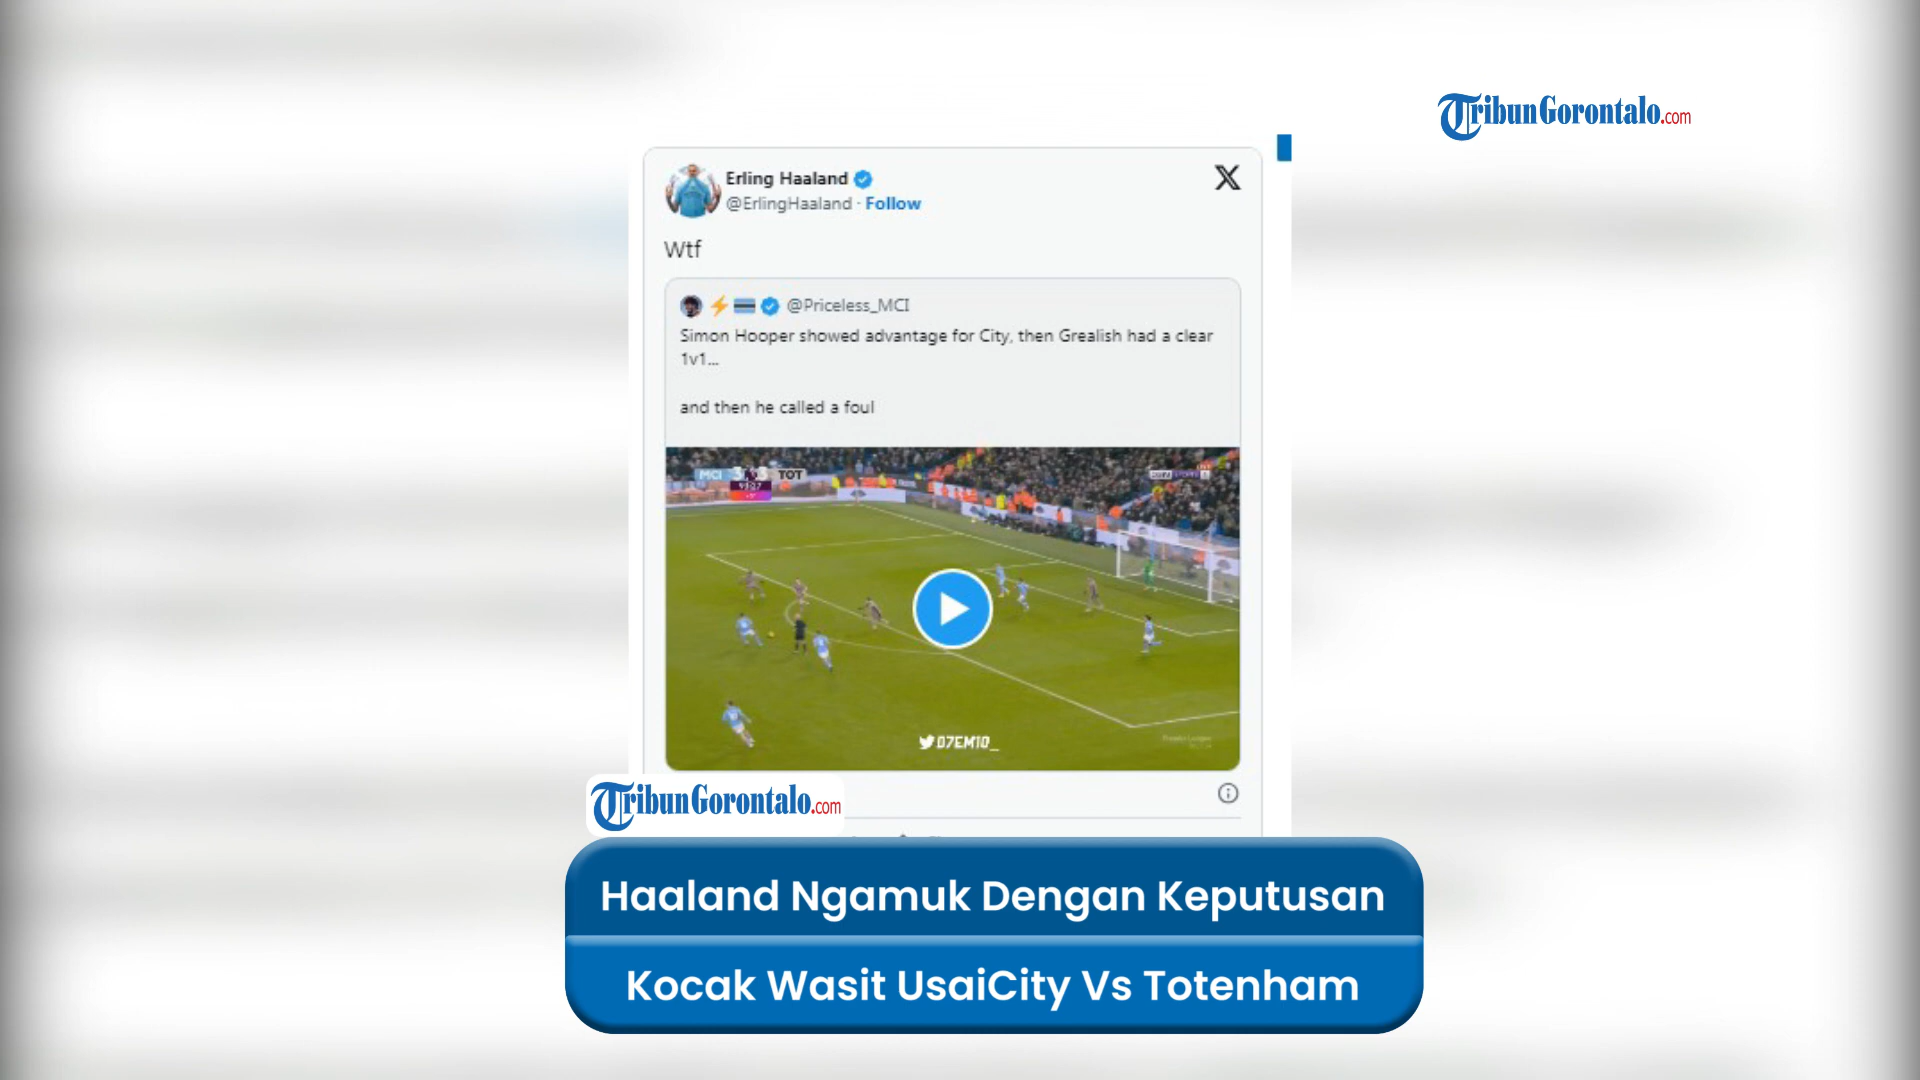 TribunGorontalo.com
Erling Haaland
@ErlingHaaland · Follow
Wtf
@Priceless_MCI
Simon Hooper showed advantage for City, then Grealish had a clear
1v1...
and then he called a foul
MCI 3 3 TOT
07EM10_
TribunGorontalo.com
Haaland Ngamuk Dengan Keputusan
Kocak Wasit UsaiCity Vs Totenham